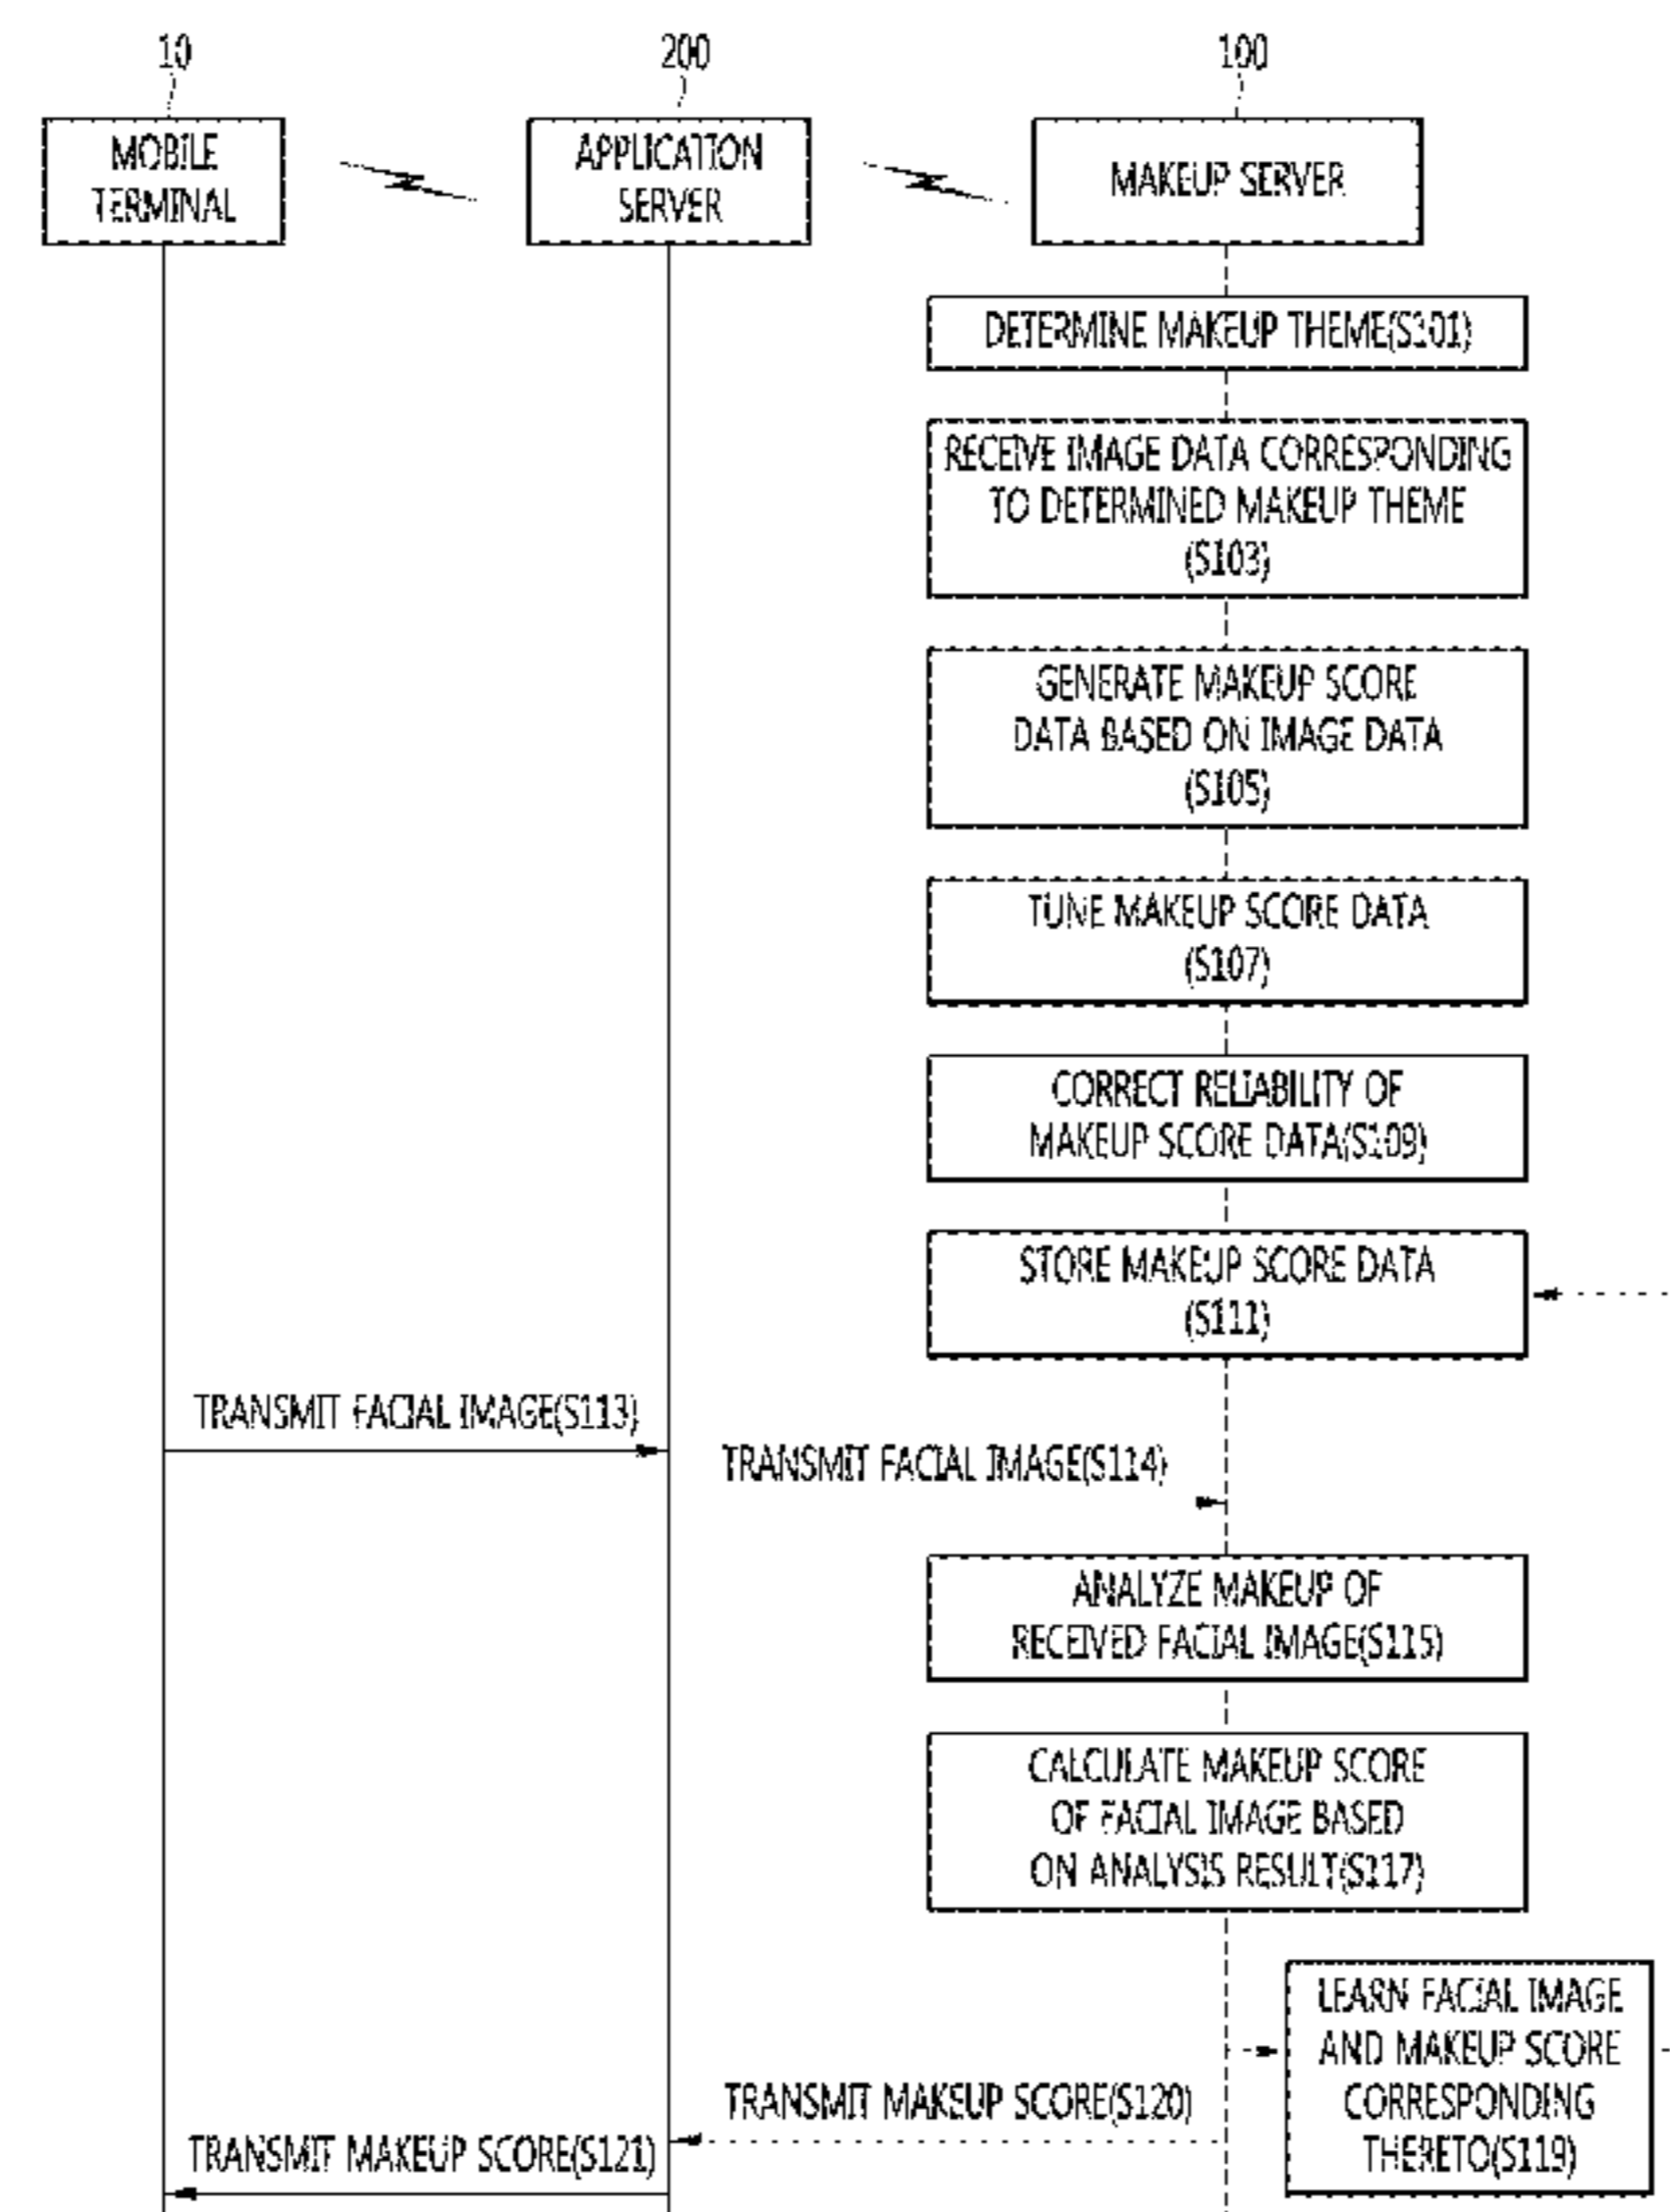 10
200
100
MOBILE
TERMINAL
APPLICATION
SERVER
MAKEUP SERVER
DETERMINE MAKEUP THEME(S101)
RECEIVE IMAGE DATA CORRESPONDING
TO DETERMINED MAKEUP THEME
(S103)
GENERATE MAKEUP SCORE
DATA BASED ON IMAGE DATA
(S105)
TUNE MAKEUP SCORE DATA
(S107)
CORRECT RELIABILITY OF
MAKEUP SCORE DATA(S109)
STORE MAKEUP SCORE DATA
(S111)
TRANSMIT FACIAL IMAGE(S113)
TRANSMIT FACIAL IMAGE(S114)
ANALYZE MAKEUP OF
RECEIVED FACIAL IMAGE(S115)
CALCULATE MAKEUP SCORE
OF FACIAL IMAGE BASED
ON ANALYSIS RESULT(S117)
LEARN FACIAL IMAGE
AND MAKEUP SCORE
CORRESPONDING
THERETO(S119)
TRANSMIT MAKEUP SCORE(S120)
TRANSMIT MAKEUP SCORE(S121)